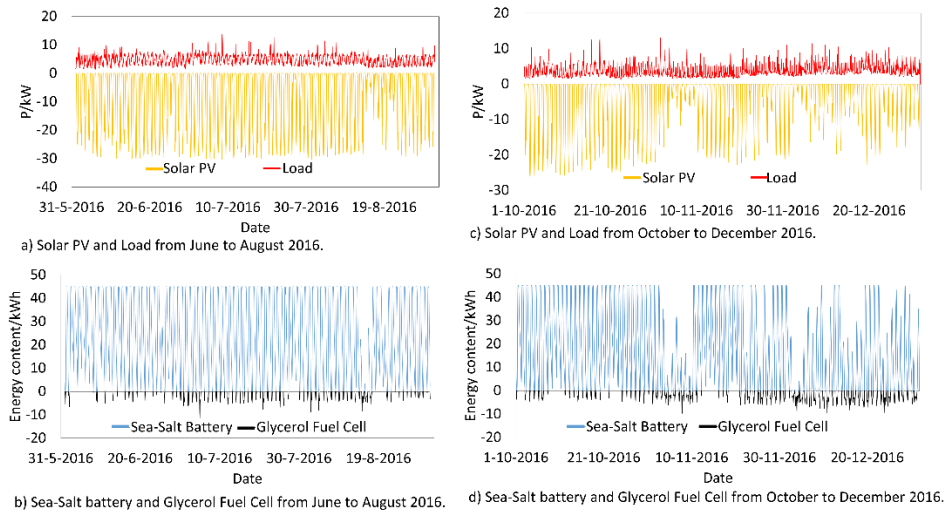 20
10
0
-10
-20
-30
-40
P/kW
Solar PV
Load
31-5-2016 20-6-2016 10-7-2016 30-7-2016 19-8-2016
Date
a) Solar PV and Load from June to August 2016.
50
40
30
20
10
0
-10
-20
Energy content/kWh
Sea-Salt Battery
Glycerol Fuel Cell
31-5-2016 20-6-2016 10-7-2016 30-7-2016 19-8-2016
Date
b) Sea-Salt battery and Glycerol Fuel Cell from June to August 2016.
20
10
0
-10
-20
-30
P/kW
Solar PV
Load
1-10-2016 21-10-2016 10-11-2016 30-11-2016 20-12-2016
Date
c) Solar PV and Load from October to December 2016.
50
40
30
20
10
0
-10
-20
Energy content/kWh
Sea-Salt Battery
Glycerol Fuel Cell
1-10-2016 21-10-2016 10-11-2016 30-11-2016 20-12-2016
Date
d) Sea-Salt battery and Glycerol Fuel Cell from October to December 2016.